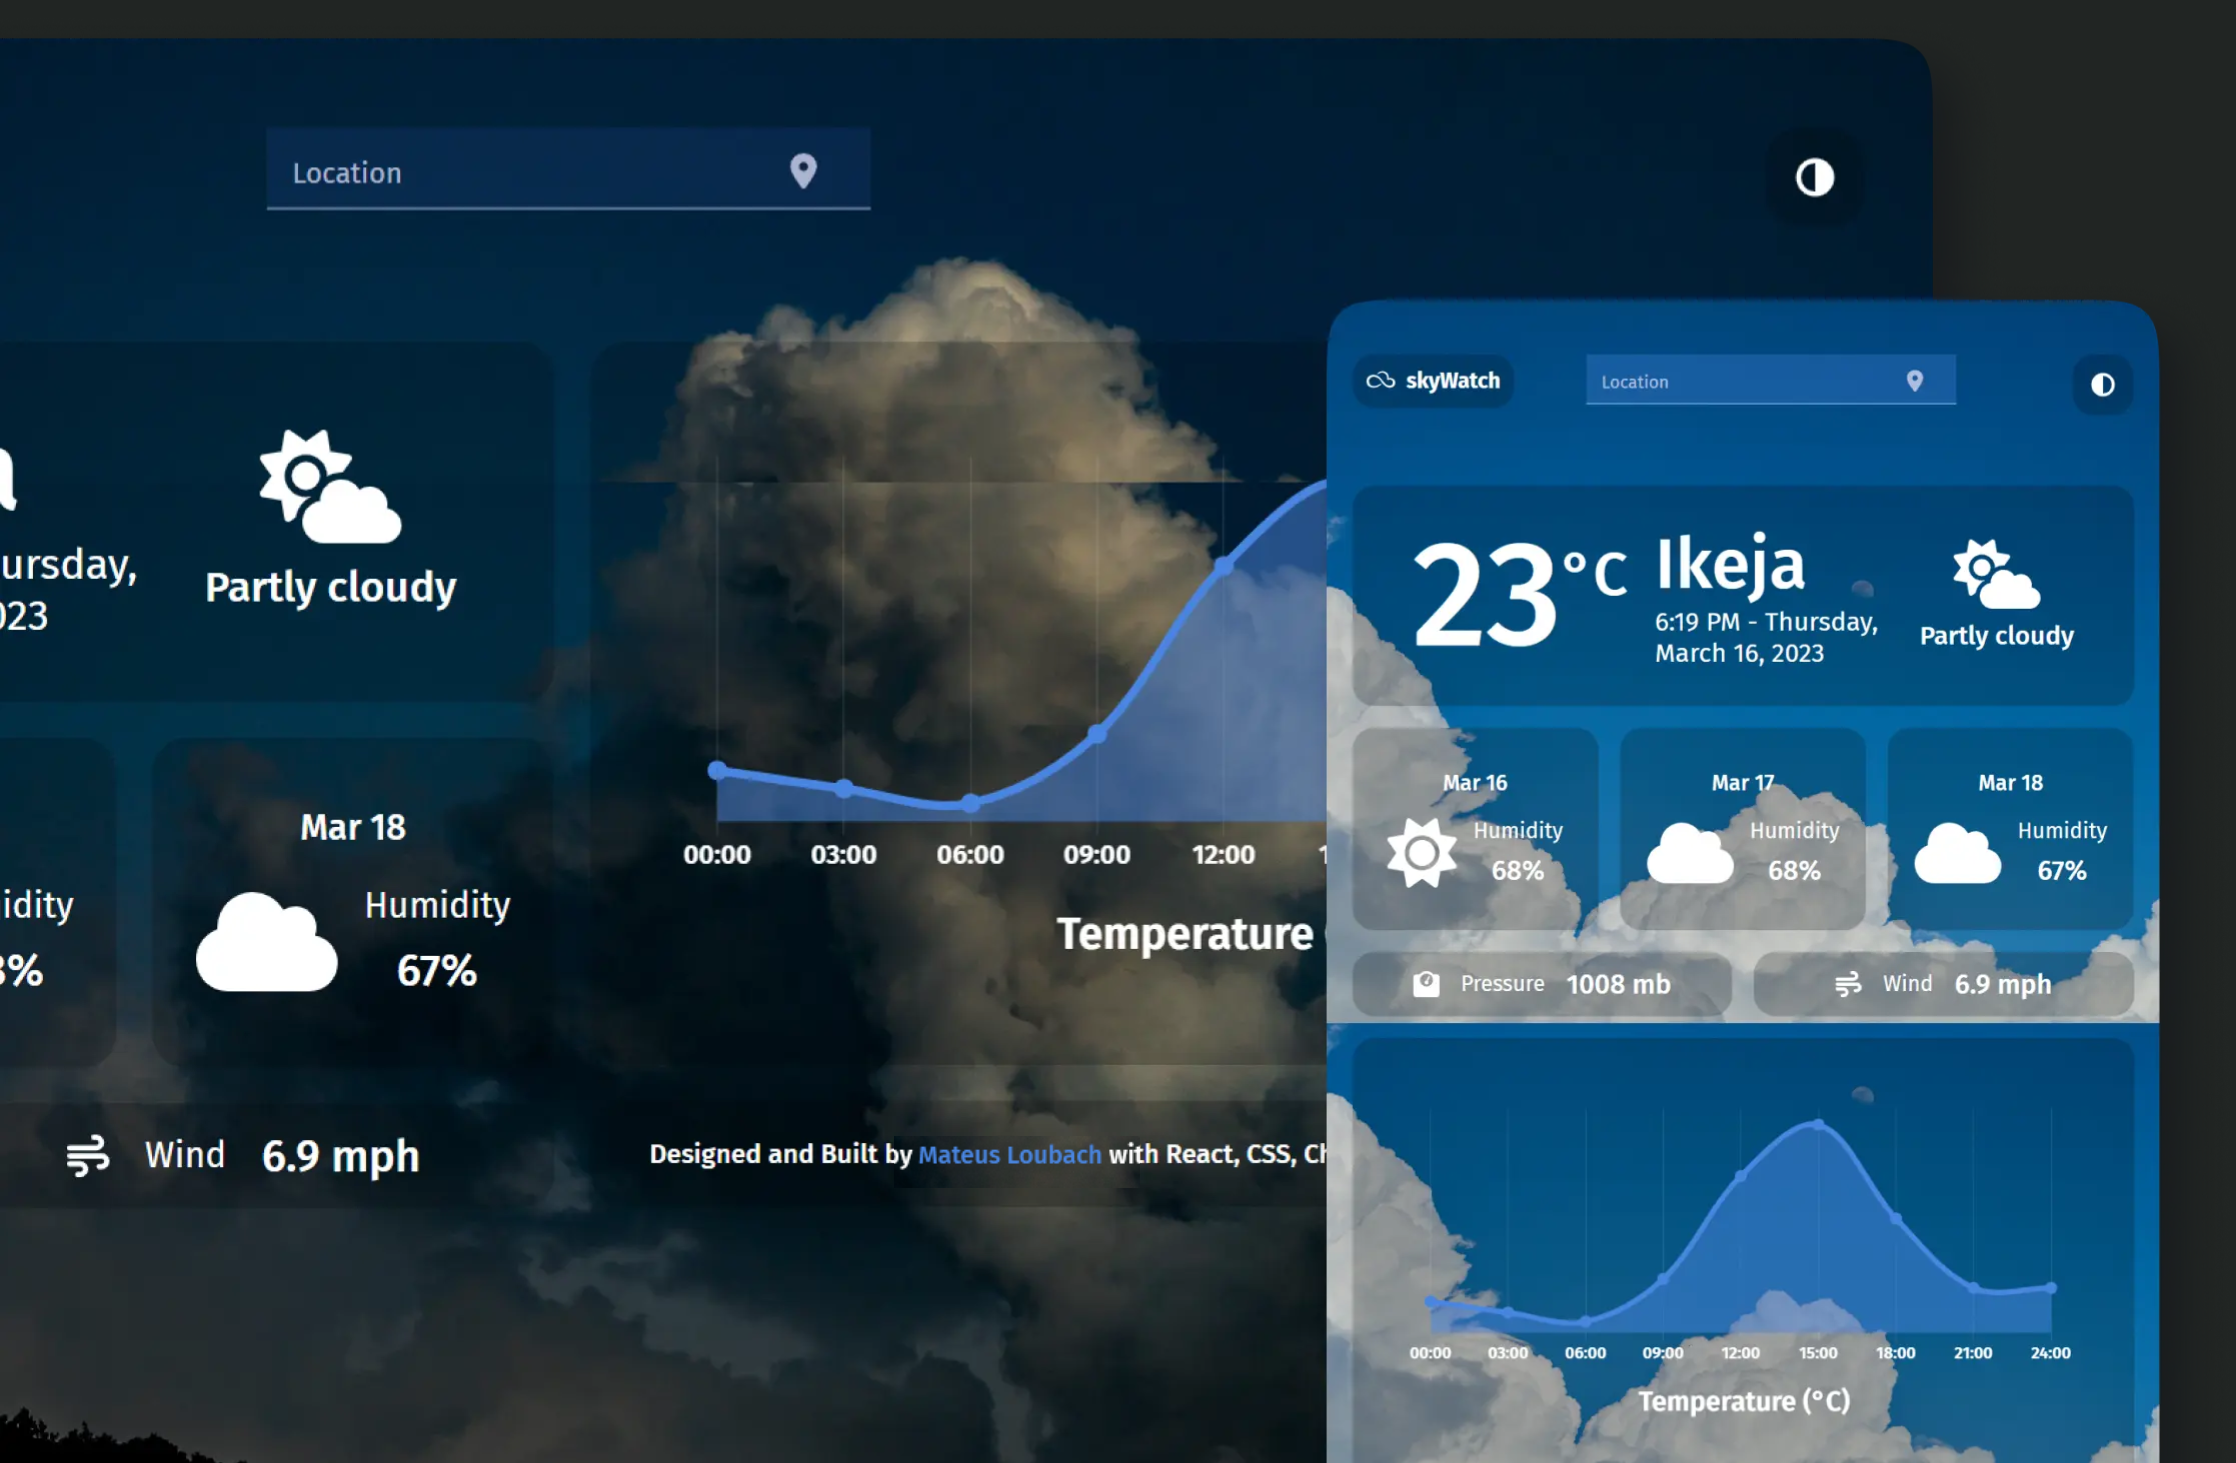 Location
ursday,
023
Partly cloudy
idity
%
Mar 18
Humidity
67%
Wind 6.9 mph
00:00 03:00 06:00 09:00 12:00
Temperature
Designed and Built by Mateus Loubach with React, CSS, Ch
skyWatch
Location
23°C
Ikeja
6:19 PM - Thursday,
March 16, 2023
Partly cloudy
Mar 16
Humidity
68%
Mar 17
Humidity
68%
Mar 18
Humidity
67%
Pressure 1008 mb
Wind 6.9 mph
00:00 03:00 06:00 09:00 12:00 15:00 18:00 21:00 24:00
Temperature (°C)